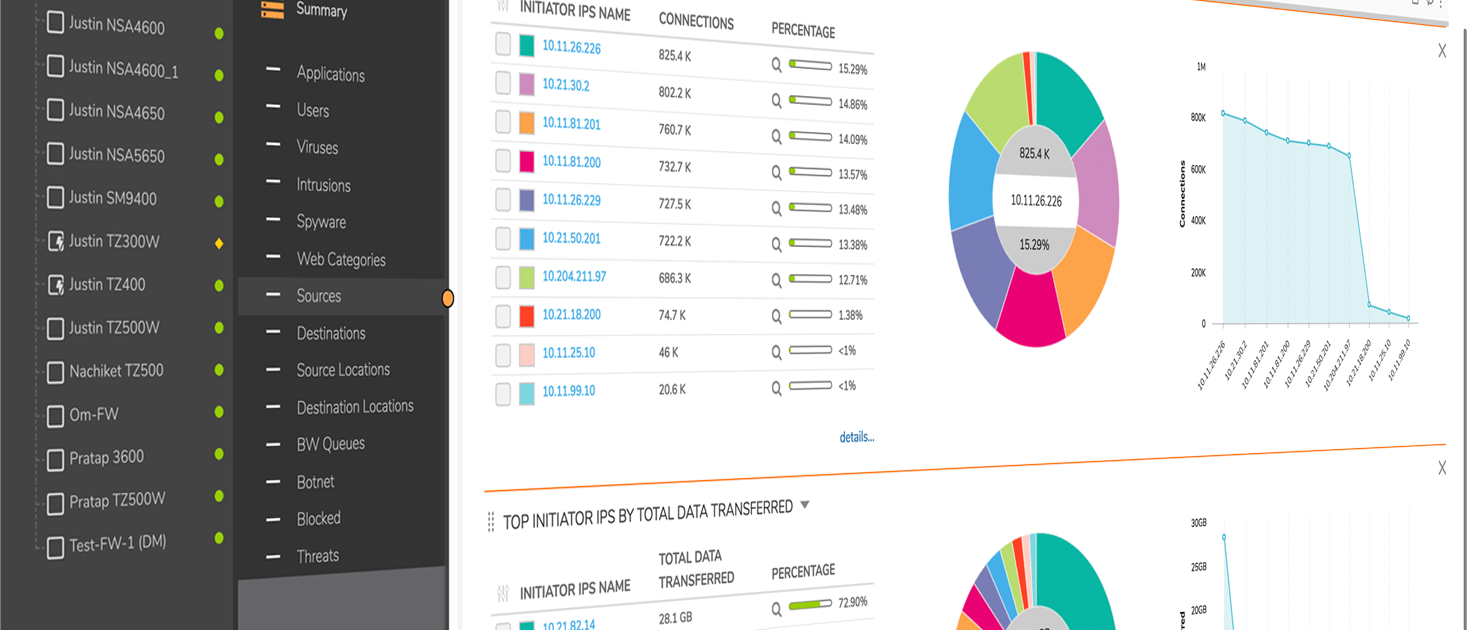 Justin NSA4600
Justin NSA4600_1
Justin NSA4650
Justin NSA5650
Justin SM9400
Justin TZ300W
Justin TZ400
Justin TZ500W
Nachiket TZ500
Om-FW
Pratap 3600
Pratap TZ500W
Test-FW-1 (DM)
Summary
Applications
Users
Viruses
Intrusions
Spyware
Web Categories
Sources
Destinations
Source Locations
Destination Locations
BW Queues
Botnet
Blocked
Threats
INITIATOR IPS NAME CONNECTIONS PERCENTAGE
10.11.26.226 825.4 K 15.29%
10.21.30.2 802.2 K 14.86%
10.11.81.201 760.7 K 14.09%
10.11.81.200 732.7 K 13.57%
10.11.26.229 727.5 K 13.48%
10.21.50.201 722.2 K 13.38%
10.204.211.97 686.3 K 12.71%
10.21.18.200 74.7 K 1.38%
10.11.25.10 46 K <1%
10.11.99.10 20.6 K <1%
details...
825.4 K
10.11.26.226
15.29%
X
1M
800K
600K
400K
200K
0
Connections
10.11.26.226
10.21.30.2
10.11.81.201
10.11.81.200
10.11.26.229
10.21.50.201
10.204.211.97
10.21.18.200
10.11.25.10
10.11.99.10
TOP INITIATOR IPS BY TOTAL DATA TRANSFERRED
X
INITIATOR IPS NAME TOTAL DATA TRANSFERRED PERCENTAGE
10.21.82.14 28.1 GB 72.90%
30GB
25GB
20GB